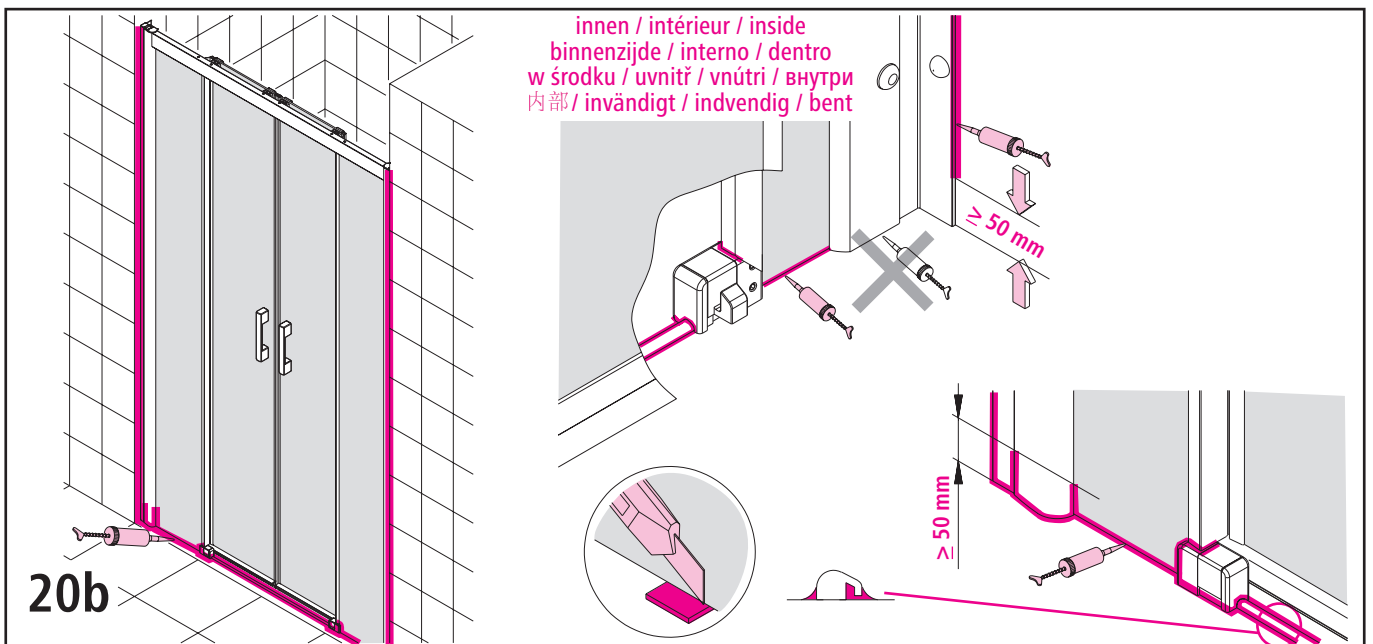 innen / intérieur / inside
binnenzijde / interno / dentro
w środku / uvnitř / vnútri / внутри
内部 / invändigt / indvendig / bent
≥ 50 mm
≥ 50 mm
20b